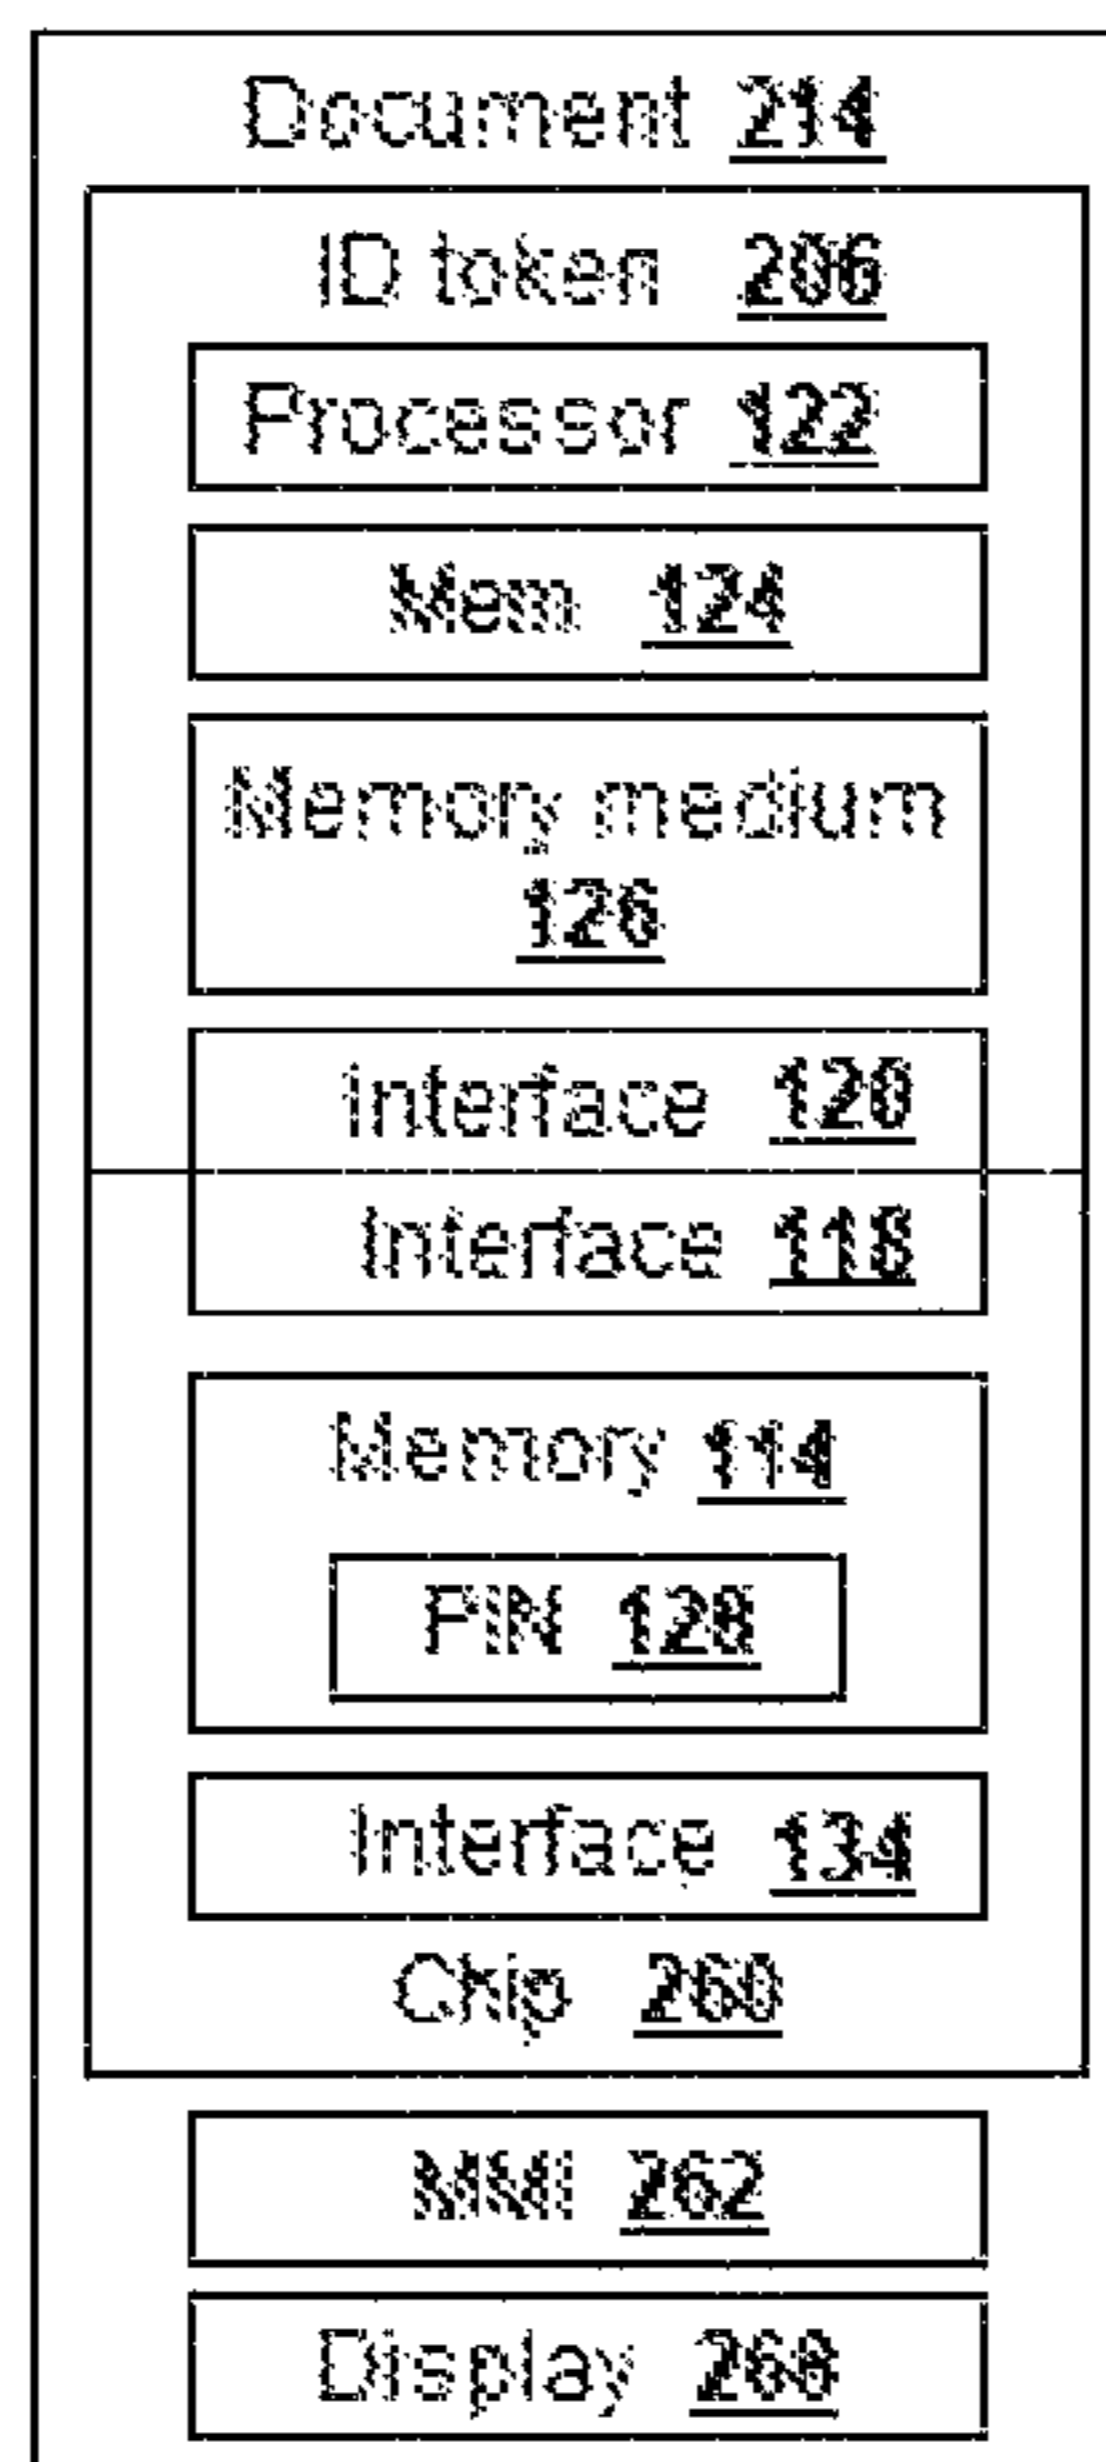 Document 214
ID token 206
Processor 122
Mem 124
Memory medium
126
Interface 120
Interface 118
Memory 114
PIN 128
Interface 134
Chip 260
MMI 262
Display 268